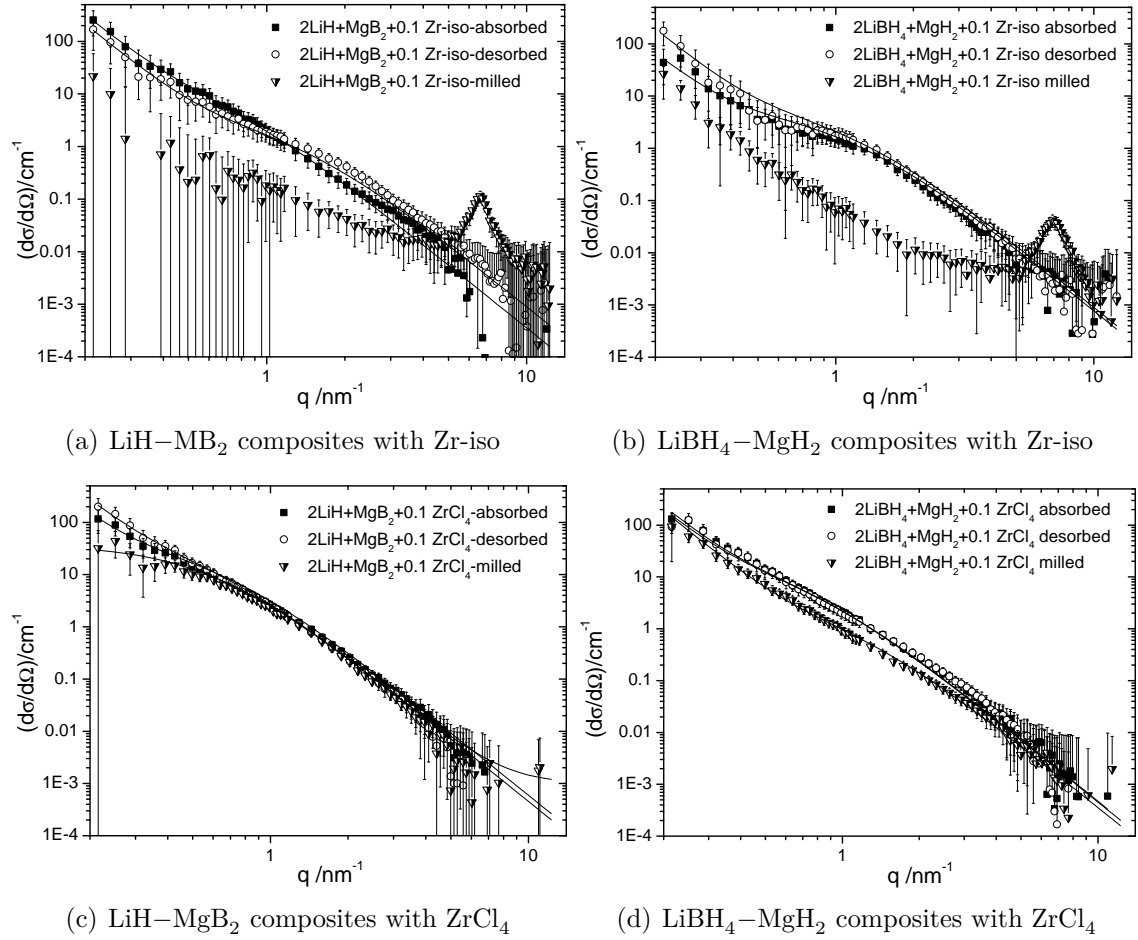 2LiH+MgB₂+0.1 Zr-iso-absorbed
2LiH+MgB₂+0.1 Zr-iso-desorbed
2LiH+MgB₂+0.1 Zr-iso-milled
(dσ/dΩ)/cm⁻¹
100
10
1
0.1
0.01
1E-3
1E-4
1
10
q /nm⁻¹
(a) LiH−MB₂ composites with Zr-iso
2LiBH₄+MgH₂+0.1 Zr-iso absorbed
2LiBH₄+MgH₂+0.1 Zr-iso desorbed
2LiBH₄+MgH₂+0.1 Zr-iso milled
(dσ/dΩ)/cm⁻¹
100
10
1
0.1
0.01
1E-3
1E-4
1
10
q /nm⁻¹
(b) LiBH₄−MgH₂ composites with Zr-iso
2LiH+MgB₂+0.1 ZrCl₄-absorbed
2LiH+MgB₂+0.1 ZrCl₄-desorbed
2LiH+MgB₂+0.1 ZrCl₄-milled
(dσ/dΩ)/cm⁻¹
100
10
1
0.1
0.01
1E-3
1E-4
1
10
q /nm⁻¹
(c) LiH−MgB₂ composites with ZrCl₄
2LiBH₄+MgH₂+0.1 ZrCl₄ absorbed
2LiBH₄+MgH₂+0.1 ZrCl₄ desorbed
2LiBH₄+MgH₂+0.1 ZrCl₄ milled
(dσ/dΩ)/cm⁻¹
100
10
1
0.1
0.01
1E-3
1E-4
1
10
q /nm⁻¹
(d) LiBH₄−MgH₂ composites with ZrCl₄